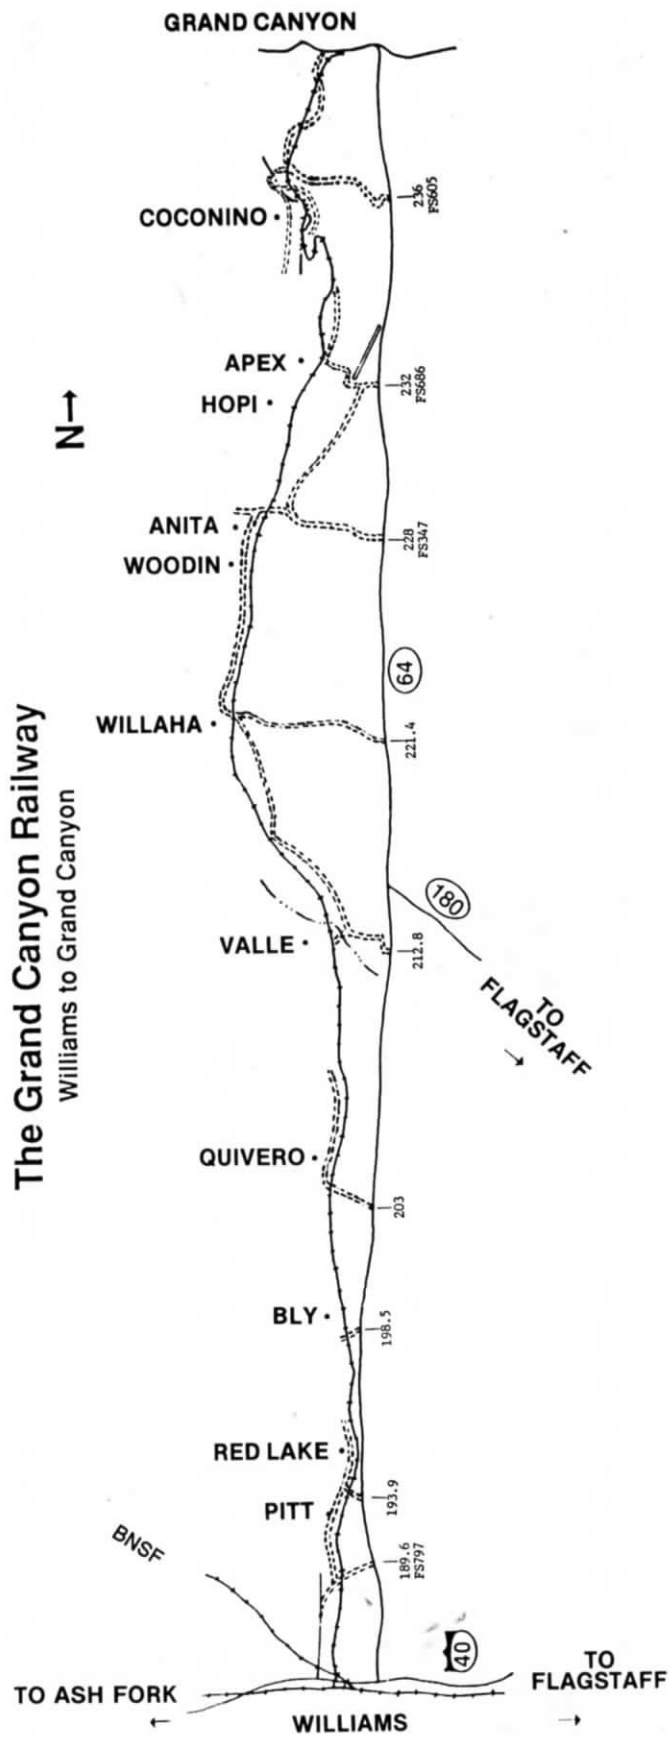 GRAND CANYON
236
FS605
COCONINO
APEX
232
FS686
HOPI
N
ANITA
228
FS347
WOODIN
64
WILLAHA
221.4
The Grand Canyon Railway
Williams to Grand Canyon
180
VALLE
212.8
TO
FLAGSTAFF
QUIVERO
203
BLY
198.5
RED LAKE
193.9
PITT
BNSF
189.6
FS797
40
TO
FLAGSTAFF
TO ASH FORK
WILLIAMS